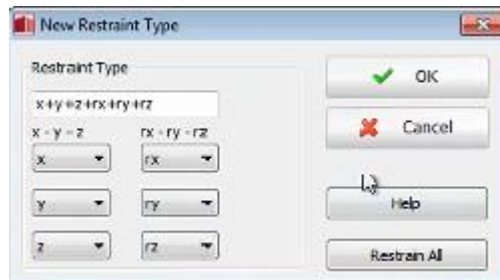 New Restraint Type
Restraint Type
x+y+z+rx+ry+rz
x - y - z
rx - ry - rz
x
rx
y
ry
z
rz
OK
Cancel
Help
Restrain All